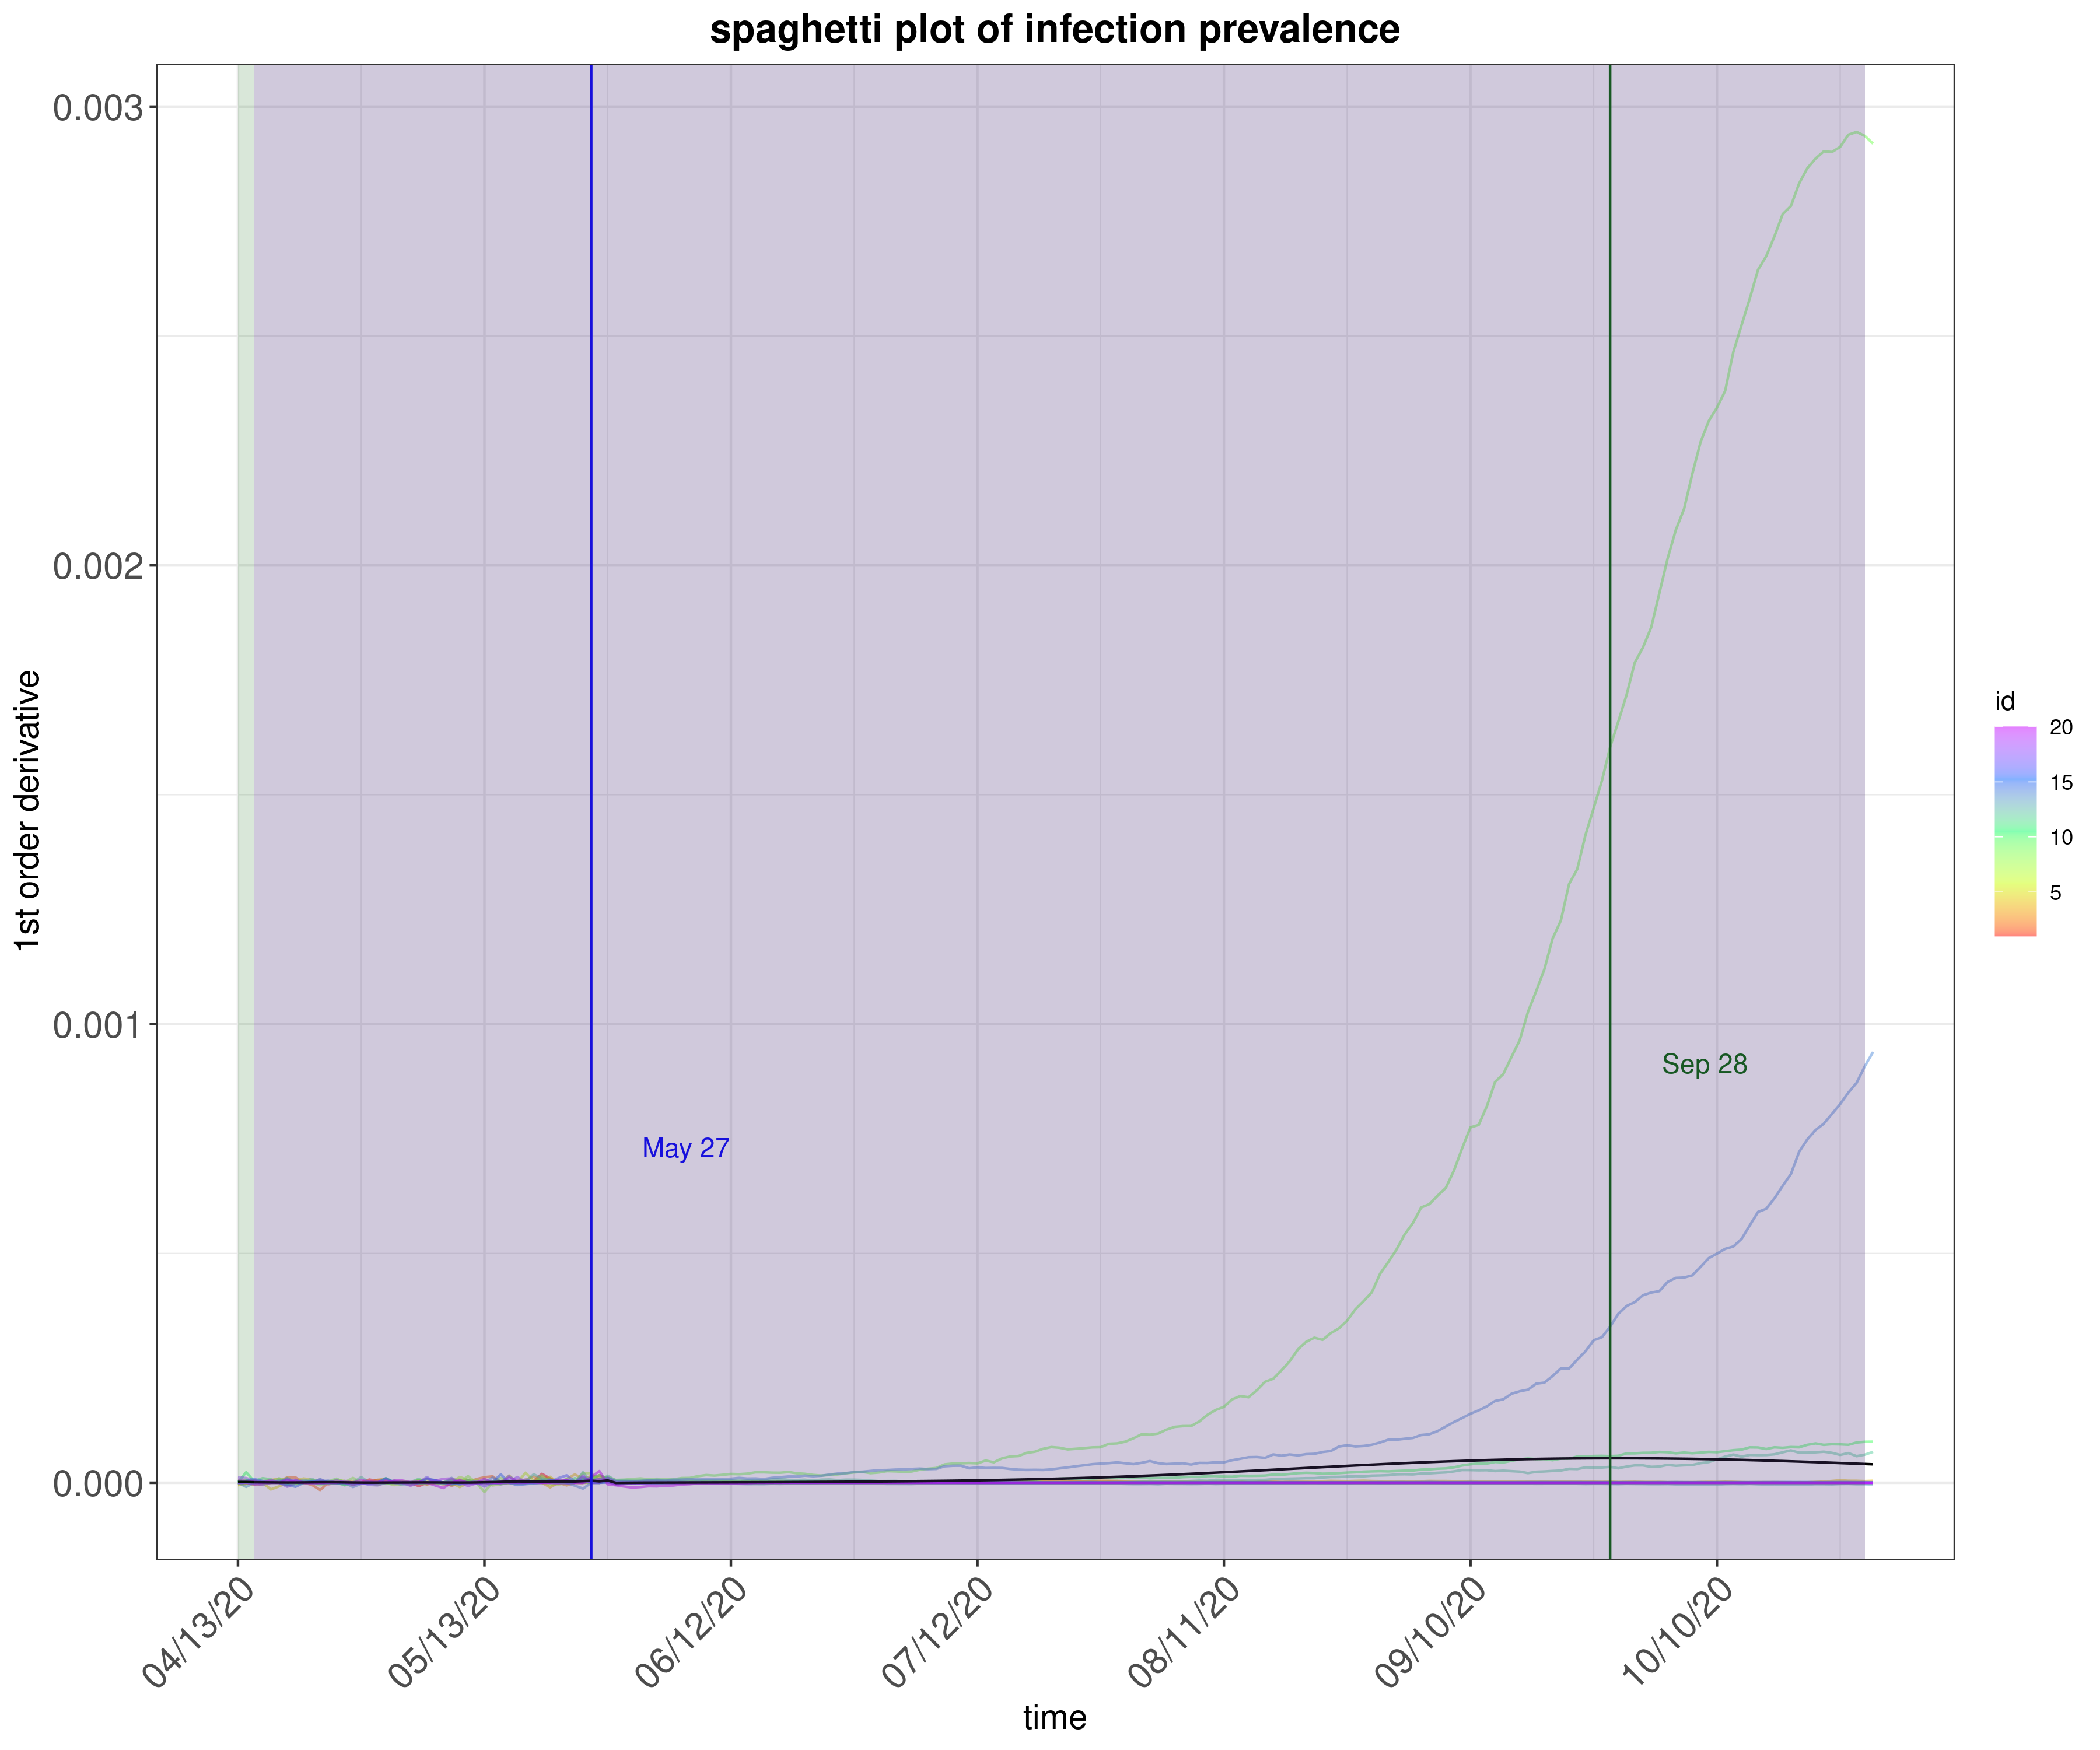 spaghetti plot of infection prevalence
0.003
0.002
0.001
0.000
1st order derivative
May 27
Sep 28
id
20
15
10
5
04/13/20
05/13/20
06/12/20
07/12/20
08/11/20
09/10/20
10/10/20
time